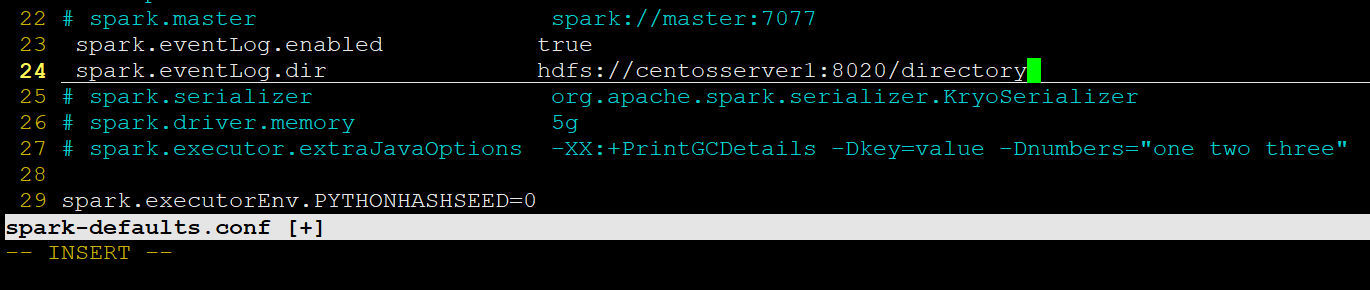 22 # spark.master                     spark://master:7077
23  spark.eventLog.enabled           true
24  spark.eventLog.dir               hdfs://centosserver1:8020/directory
25 # spark.serializer                 org.apache.spark.serializer.KryoSerializer
26 # spark.driver.memory              5g
27 # spark.executor.extraJavaOptions  -XX:+PrintGCDetails -Dkey=value -Dnumbers="one two three"
28
29 spark.executorEnv.PYTHONHASHSEED=0
spark-defaults.conf [+]
-- INSERT --